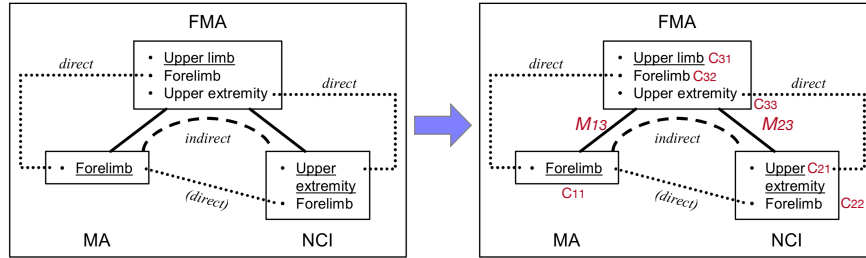 FMA
direct
• Upper limb
• Forelimb
direct
• Upper extremity
indirect
• Forelimb
• Upper
extremity
• Forelimb
(direct)
MA
NCI
FMA
direct
• Upper limb C31
• Forelimb C32
direct
• Upper extremity
C33
M13
M23
indirect
• Forelimb
C11
• Upper C21
extremity
• Forelimb
C22
(direct)
MA
NCI